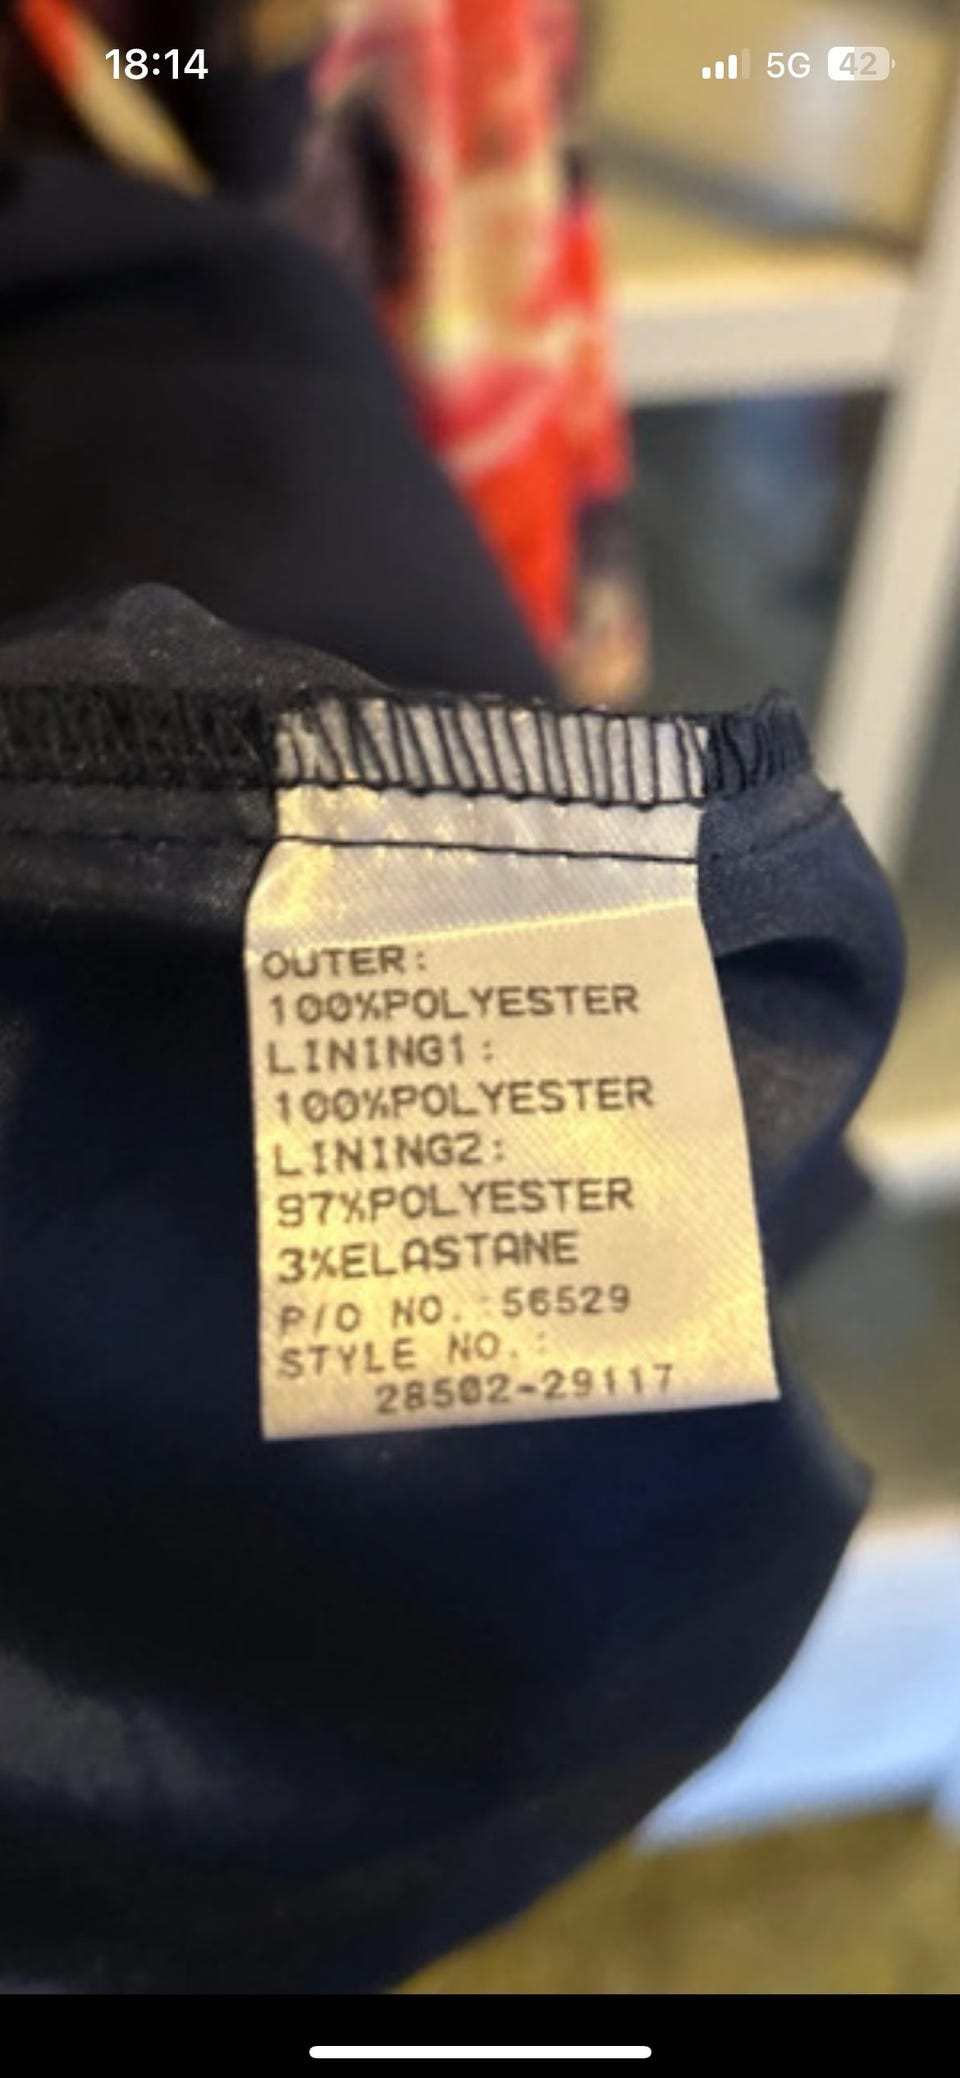 18:14
5G 42
OUTER:
100%POLYESTER
LINING1:
100%POLYESTER
LINING2:
97%POLYESTER
3%ELASTANE
P/O NO. :56529
STYLE NO. :
28502-29117